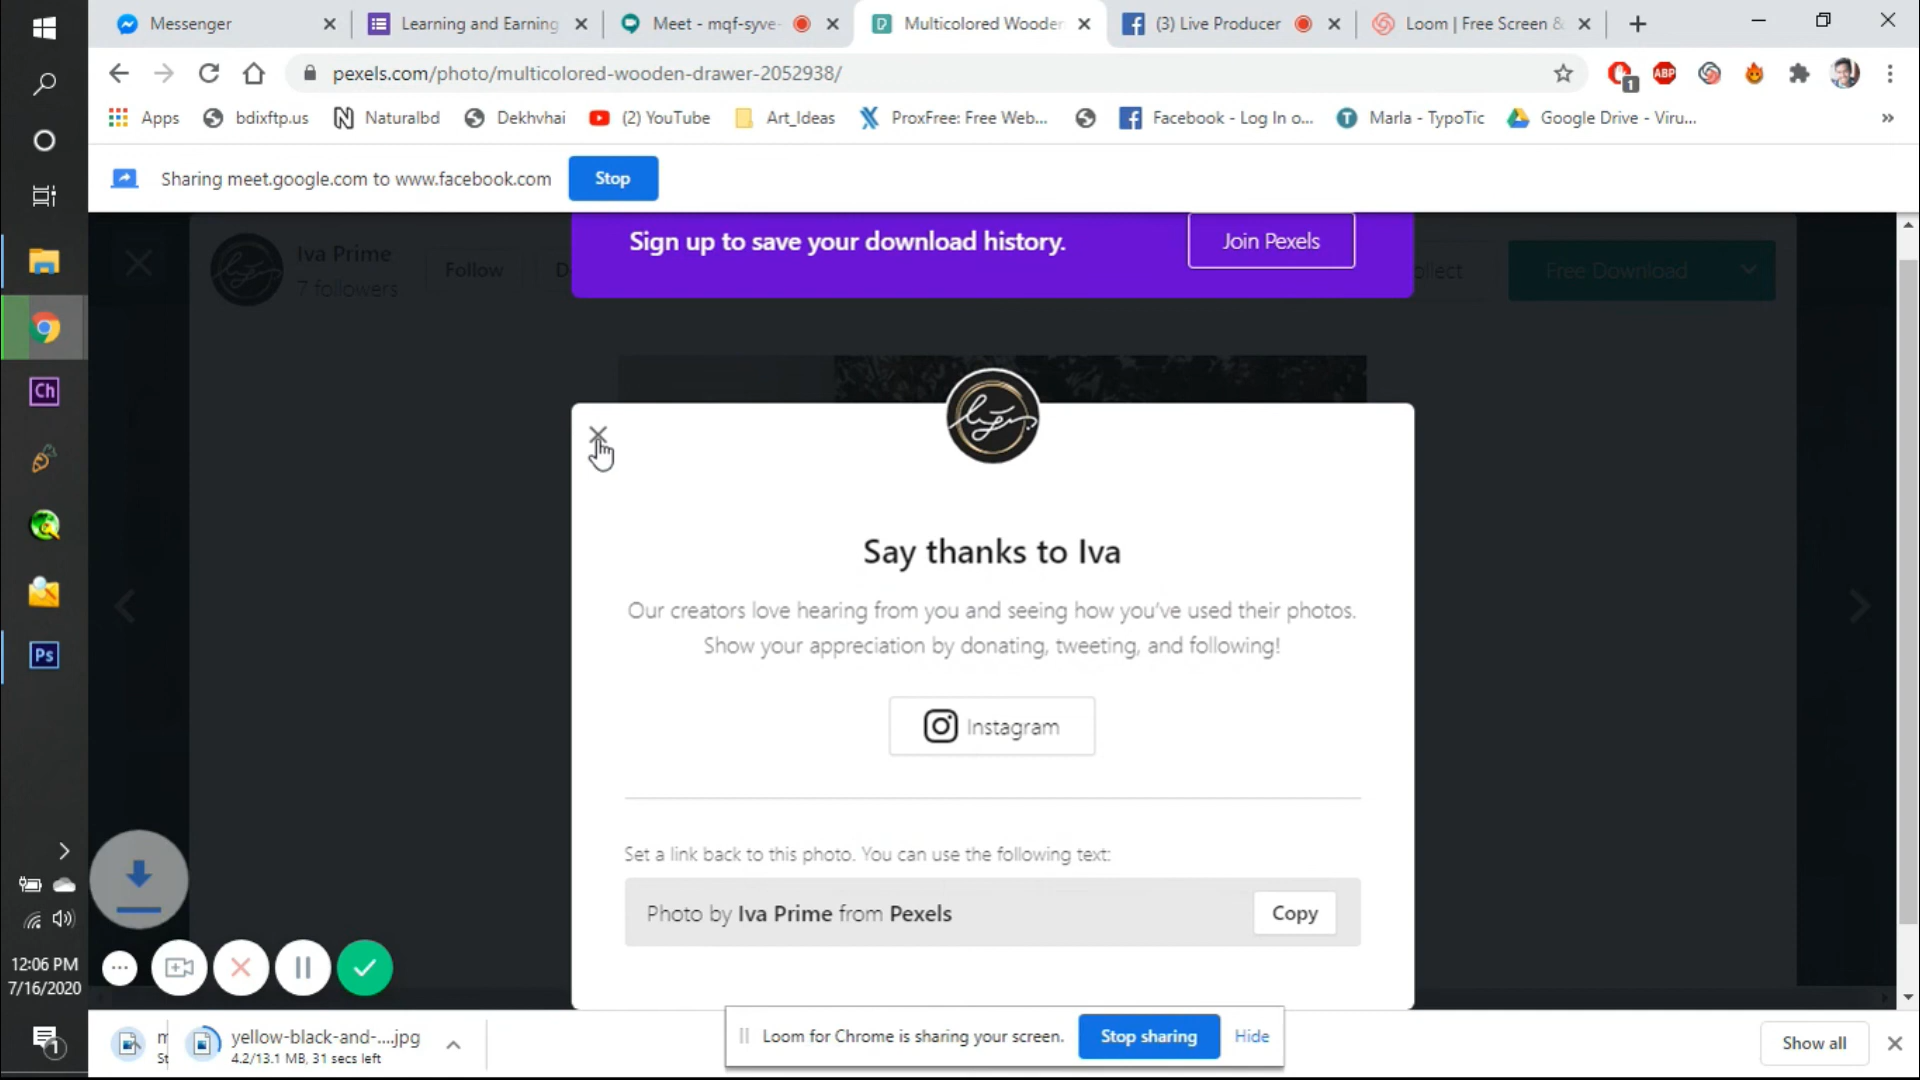 Messenger
Learning and Earning
Meet - mqf-syve-
Multicolored Wooden
(3) Live Producer
Loom | Free Screen &
pexels.com/photo/multicolored-wooden-drawer-2052938/
1
ABP
Apps
bdixftp.us
Naturalbd
Dekhvhai
(2) YouTube
Art_Ideas
ProxFree: Free Web...
Facebook - Log In o...
Marla - TypoTic
Google Drive - Viru...
Sharing meet.google.com to www.facebook.com
Stop
Sign up to save your download history.
Join Pexels
Iva Prime
7 followers
Follow
D
ollect
Free Download
Say thanks to Iva
Our creators love hearing from you and seeing how you've used their photos.
Show your appreciation by donating, tweeting, and following!
Instagram
Set a link back to this photo. You can use the following text:
Photo by Iva Prime from Pexels
Copy
Ch
Ps
12:06 PM
7/16/2020
1
m
St
yellow-black-and-....jpg
4.2/13.1 MB, 31 secs left
Loom for Chrome is sharing your screen.
Stop sharing
Hide
Show all